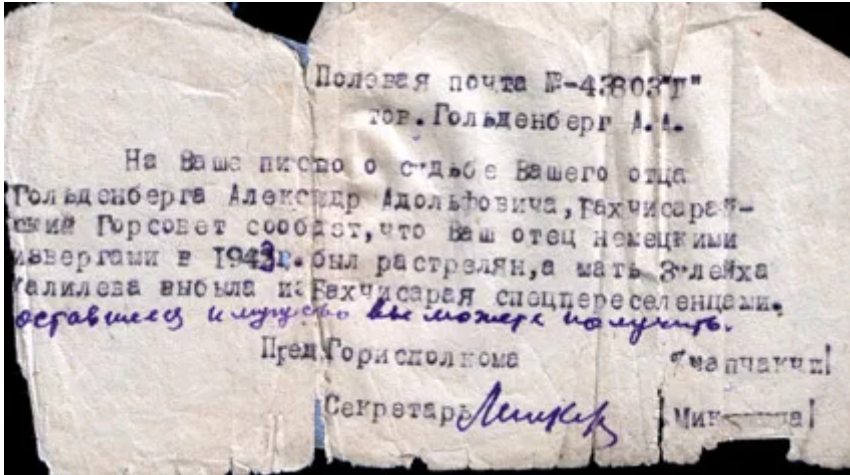 Полевая почта №-43803"Г"
тов. Гольденберг А.А.
На Ваше письмо о судьбе Вашего отца
Гольденберга Александр Адольфовича, Бахчисарай-
ский Горсовет сообщает, что Ваш отец немецкими
извергами в 1943г. был растрелян, а мать Зулейха
Халилева выбыла из Бахчисарая спецпереселенцами.
оставшееся имущество вы можете получить.
Пред. Горисполкома
Секретарь